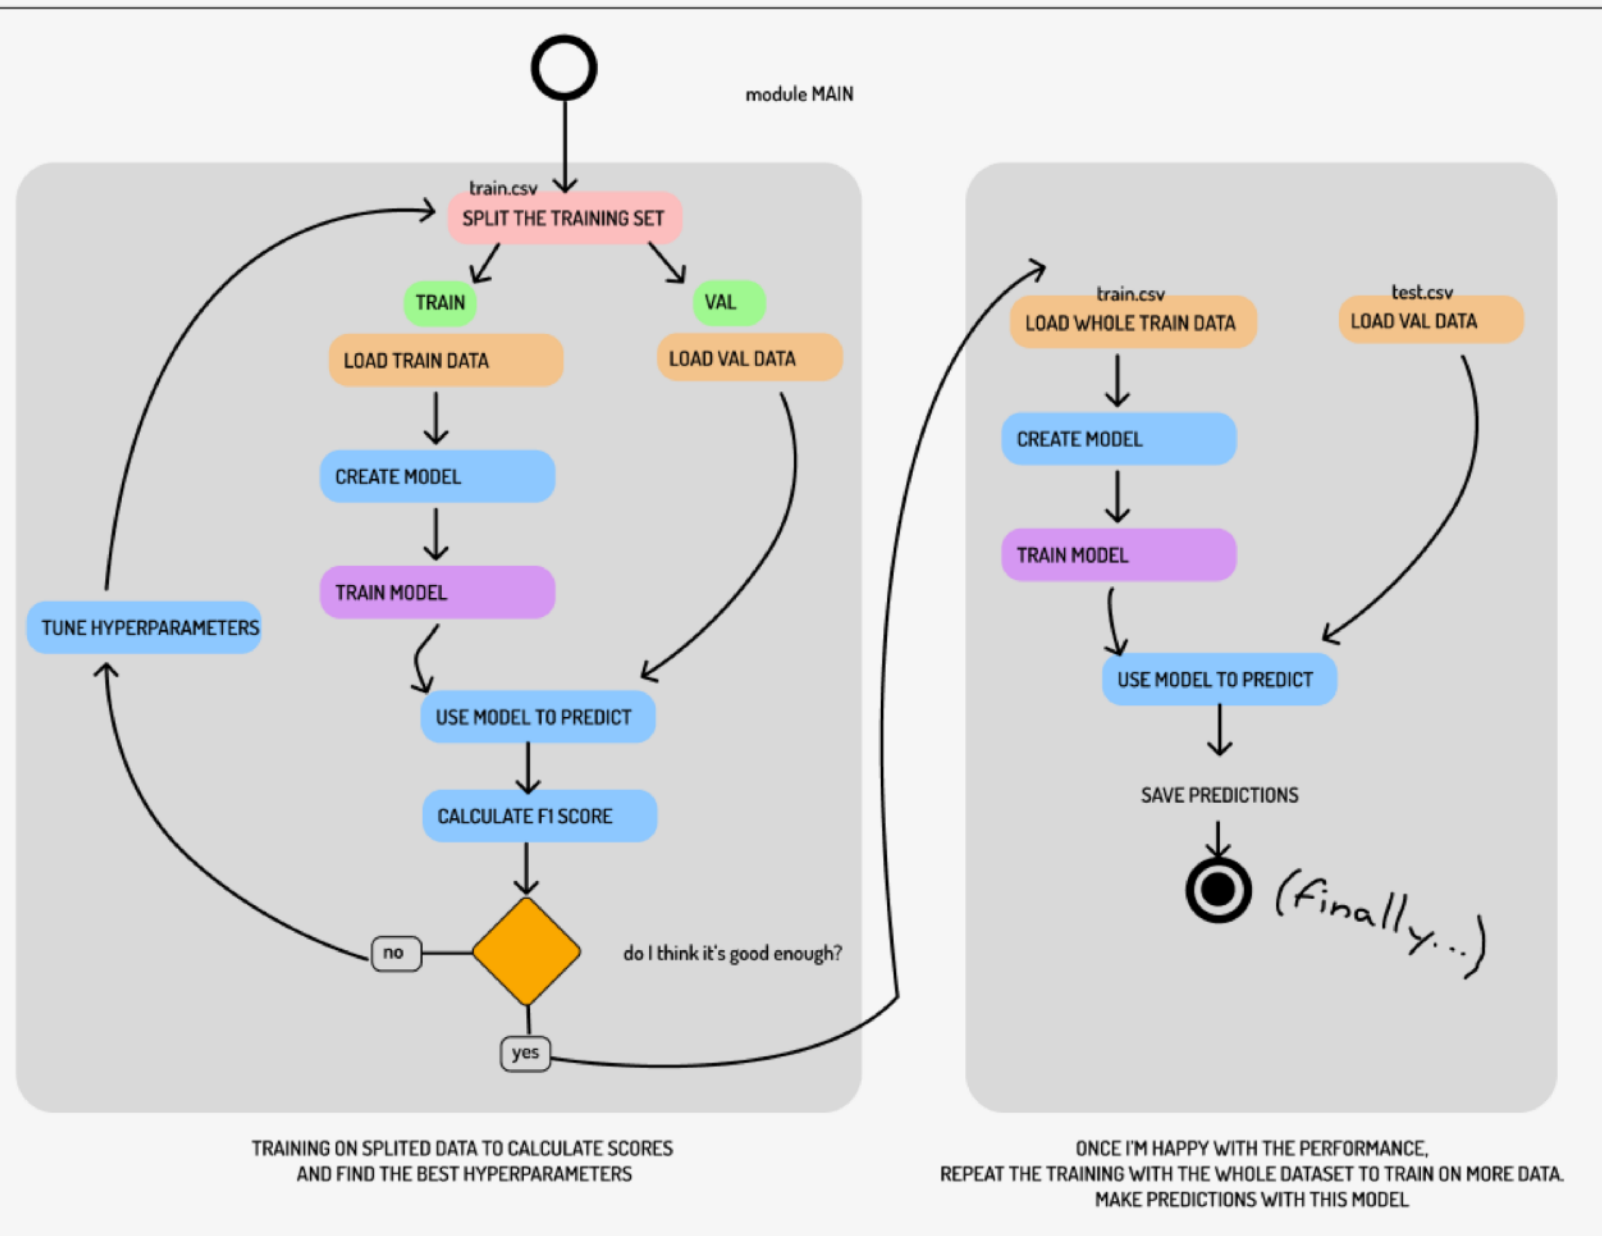 module MAIN
train.csv
SPLIT THE TRAINING SET
TRAIN
VAL
LOAD TRAIN DATA
LOAD VAL DATA
CREATE MODEL
TRAIN MODEL
TUNE HYPERPARAMETERS
USE MODEL TO PREDICT
CALCULATE F1 SCORE
no
do I think it's good enough?
yes
TRAINING ON SPLITED DATA TO CALCULATE SCORES
AND FIND THE BEST HYPERPARAMETERS
train.csv
LOAD WHOLE TRAIN DATA
test.csv
LOAD VAL DATA
CREATE MODEL
TRAIN MODEL
USE MODEL TO PREDICT
SAVE PREDICTIONS
(finally...)
ONCE I'M HAPPY WITH THE PERFORMANCE,
REPEAT THE TRAINING WITH THE WHOLE DATASET TO TRAIN ON MORE DATA.
MAKE PREDICTIONS WITH THIS MODEL